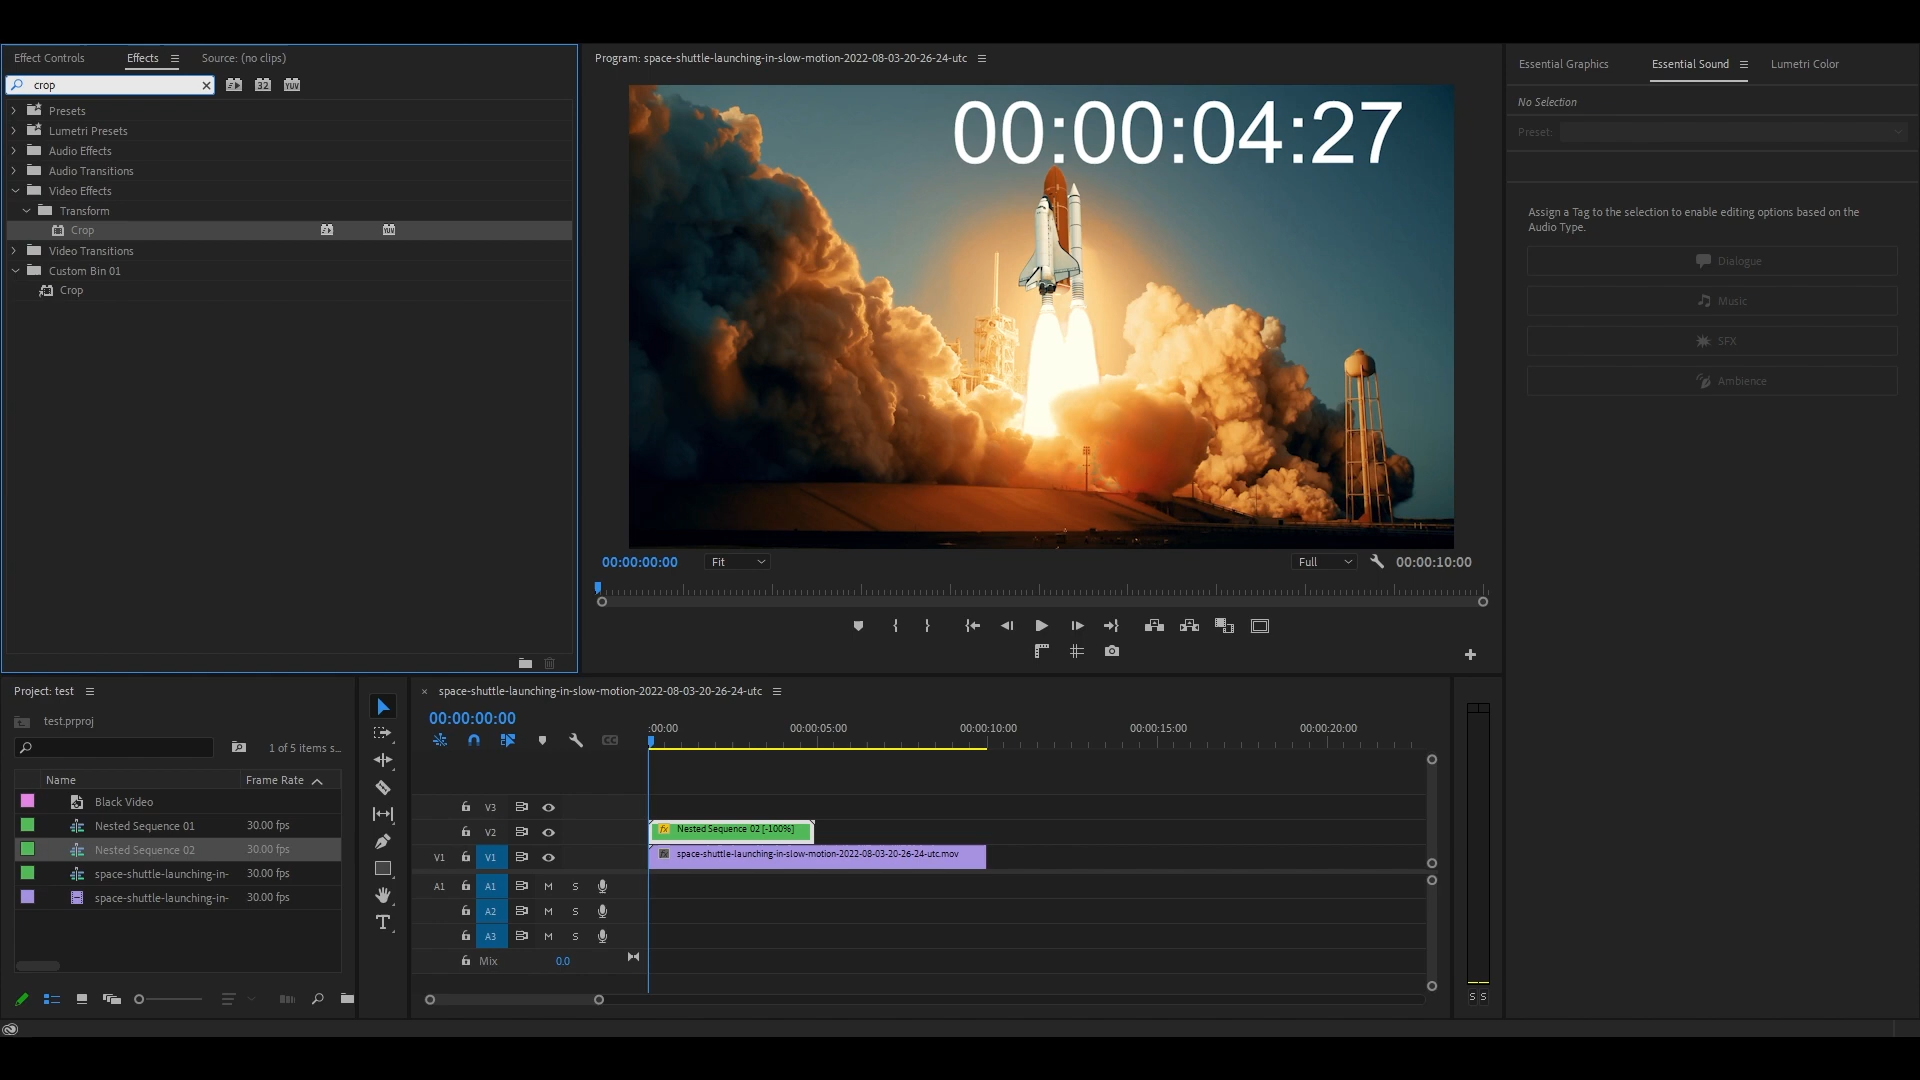 Effect Controls
Effects
Source: (no clips)
crop
32
YUV
Presets
Lumetri Presets
Audio Effects
Audio Transitions
Video Effects
Transform
Crop
Video Transitions
Custom Bin 01
Crop
Program: space-shuttle-launching-in-slow-motion-2022-08-03-20-26-24-utc
00:00:04:27
00:00:00:00
Fit
Full
00:00:10:00
Essential Graphics
Essential Sound
Lumetri Color
No Selection
Preset:
Assign a Tag to the selection to enable editing options based on the
Audio Type.
Dialogue
Music
SFX
Ambience
Project: test
test.prproj
1 of 5 items s...
Name
Frame Rate
Black Video
Nested Sequence 01
30.00 fps
Nested Sequence 02
30.00 fps
space-shuttle-launching-in-
30.00 fps
space-shuttle-launching-in-
30.00 fps
space-shuttle-launching-in-slow-motion-2022-08-03-20-26-24-utc
00:00:00:00
:00:00
00:00:05:00
00:00:10:00
00:00:15:00
00:00:20:00
CC
V3
V2
fx
Nested Sequence 02 [-100%]
V1
V1
fx
space-shuttle-launching-in-slow-motion-2022-08-03-20-26-24-utc.mov
A1
A1
M
S
A2
M
S
A3
M
S
Mix
0.0
S
S